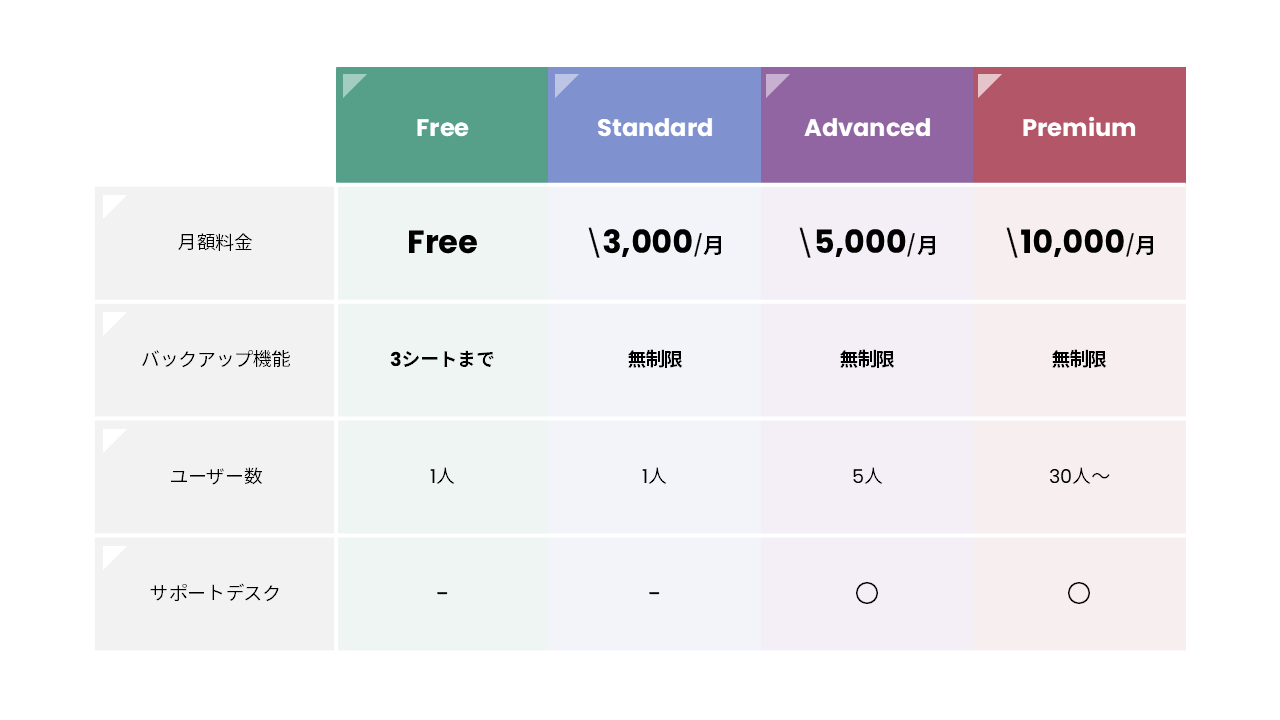 Free Standard Advanced Premium
月額料金 Free \3,000/月 \5,000/月 \10,000/月
バックアップ機能 3シートまで 無制限 無制限 無制限
ユーザー数 1人 1人 5人 30人〜
サポートデスク – – ◯ ◯